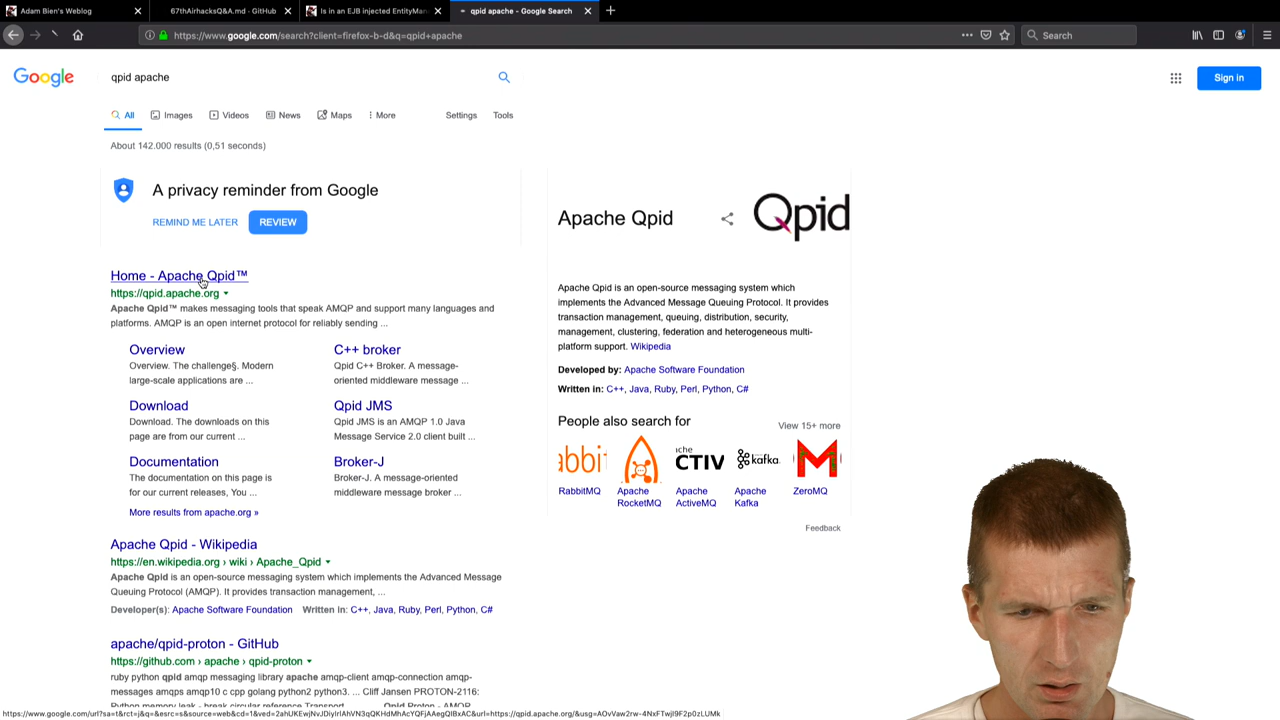 Adam Bien's Weblog
67thAirhacksQ&A.md · GitHub
Is in an EJB injected EntityMan
qpid apache - Google Search
https://www.google.com/search?client=firefox-b-d&q=qpid+apache
Search
Google
qpid apache
Sign in
All
Images
Videos
News
Maps
More
Settings
Tools
About 142.000 results (0,51 seconds)
A privacy reminder from Google
REMIND ME LATER
REVIEW
Home - Apache Qpid™
https://qpid.apache.org
Apache Qpid™ makes messaging tools that speak AMQP and support many languages and
platforms. AMQP is an open internet protocol for reliably sending ...
Overview
Overview. The challenge§. Modern
large-scale applications are ...
C++ broker
Qpid C++ Broker. A message-
oriented middleware message ...
Download
Download. The downloads on this
page are from our current ...
Qpid JMS
Qpid JMS is an AMQP 1.0 Java
Message Service 2.0 client built ...
Documentation
The documentation on this page is
for our current releases, You ...
Broker-J
Broker-J. A message-oriented
middleware message broker ...
More results from apache.org »
Apache Qpid - Wikipedia
https://en.wikipedia.org › wiki › Apache_Qpid
Apache Qpid is an open-source messaging system which implements the Advanced Message
Queuing Protocol (AMQP). It provides transaction management, ...
Developer(s): Apache Software Foundation Written in: C++, Java, Ruby, Perl, Python, C#
apache/qpid-proton - GitHub
https://github.com › apache › qpid-proton
ruby python qpid amqp messaging library apache amqp-client amqp-connection amqp-
messages amqps amqp10 c cpp golang python2 python3. ... Cliff Jansen PROTON-2116:
Python memory leak - break circular reference Transport ... Qpid Proton - AMQP
Apache Qpid
Qpid
Apache Qpid is an open-source messaging system which
implements the Advanced Message Queuing Protocol. It provides
transaction management, queuing, distribution, security,
management, clustering, federation and heterogeneous multi-
platform support. Wikipedia
Developed by: Apache Software Foundation
Written in: C++, Java, Ruby, Perl, Python, C#
People also search for
View 15+ more
abbit
che
CTIV
kafka
RabbitMQ
Apache
RocketMQ
Apache
ActiveMQ
Apache
Kafka
ZeroMQ
Feedback